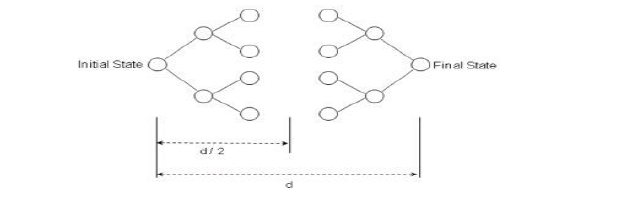 Initial State
Final State
d/ 2
d